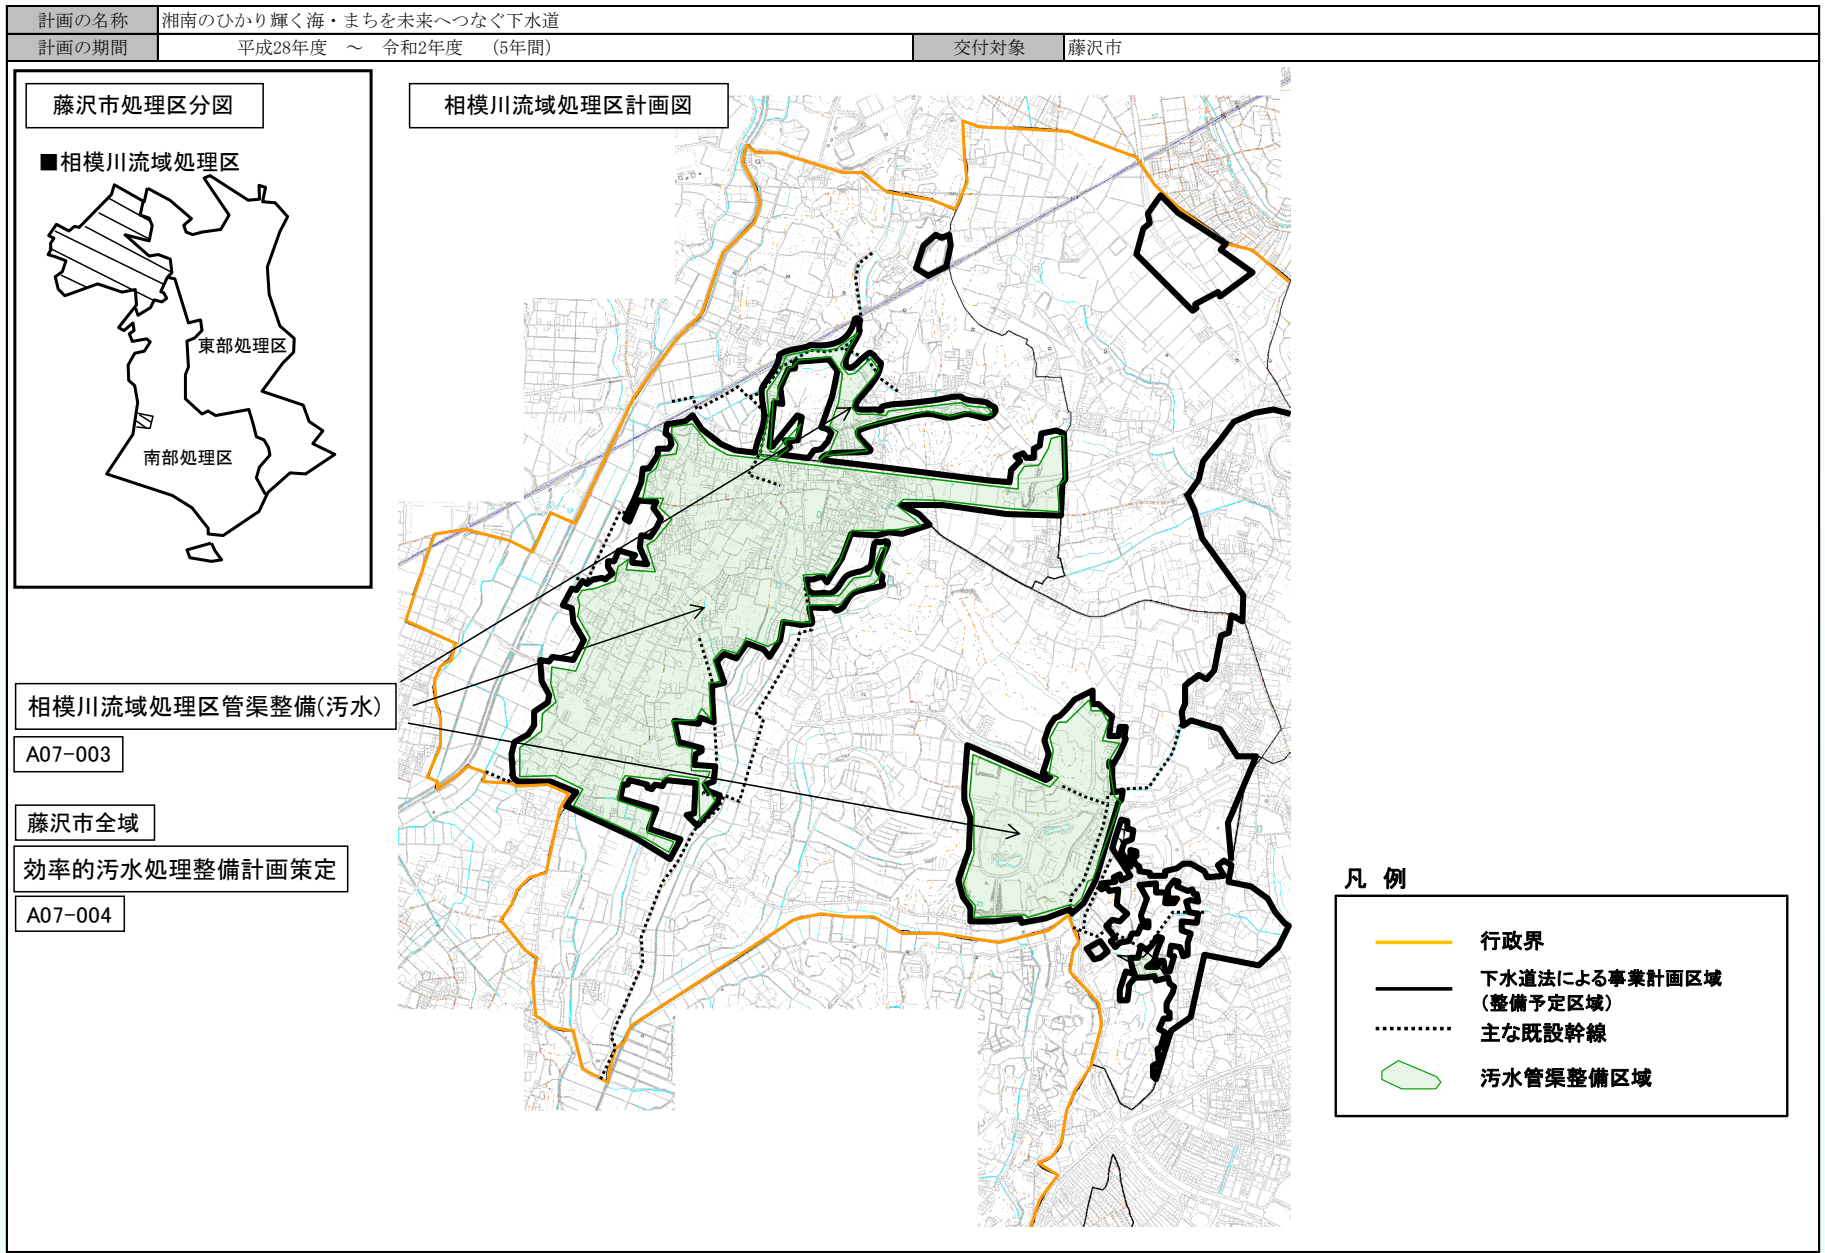 計画の名称 湘南のひかり輝く海・まちを未来へつなぐ下水道
計画の期間 平成28年度 ～ 令和2年度 (5年間) 交付対象 藤沢市
藤沢市処理区分図
■相模川流域処理区
東部処理区
南部処理区
相模川流域処理区計画図
相模川流域処理区管渠整備(汚水)
A07-003
藤沢市全域
効率的汚水処理整備計画策定
A07-004
凡 例
行政界
下水道法による事業計画区域
(整備予定区域)
主な既設幹線
汚水管渠整備区域